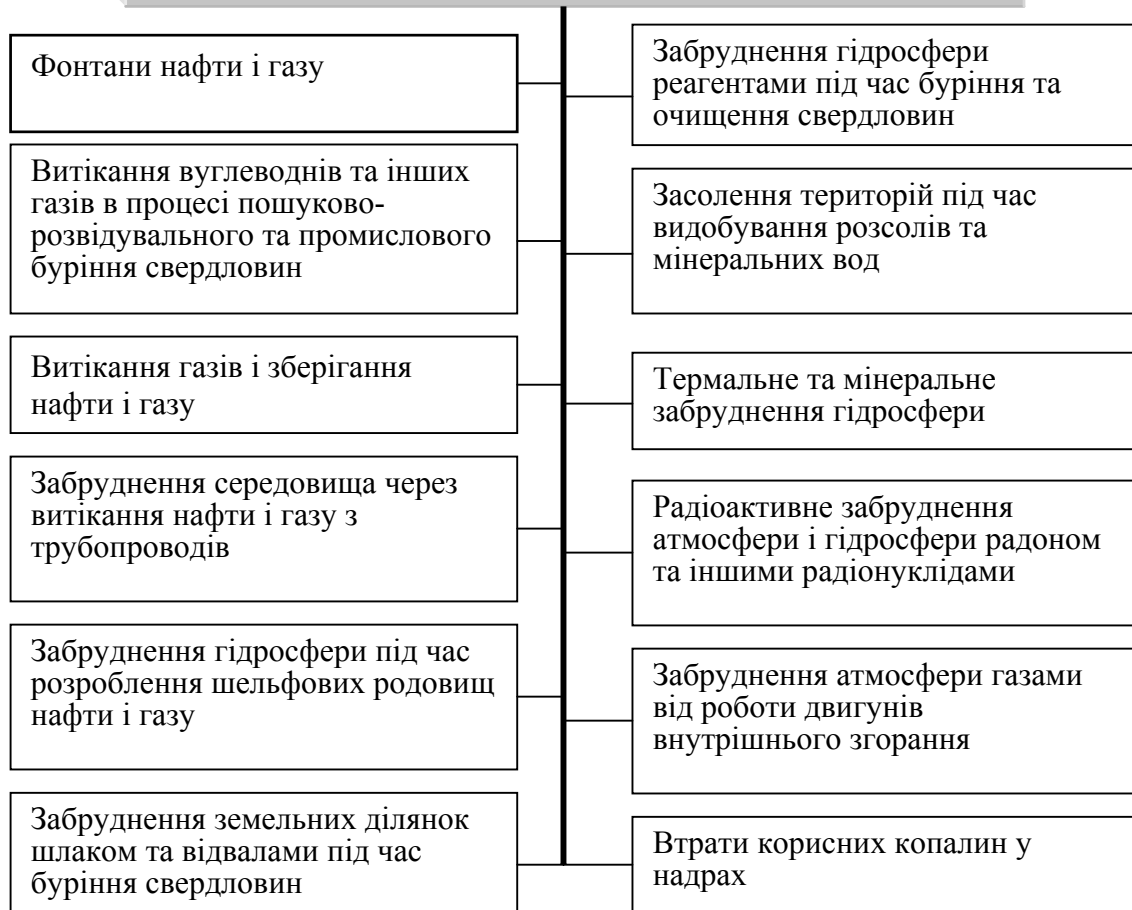 Фонтани нафти і газу
Витікання вуглеводнів та інших
газів в процесі пошуково-
розвідувального та промислового
буріння свердловин
Витікання газів і зберігання
нафти і газу
Забруднення середовища через
витікання нафти і газу з
трубопроводів
Забруднення гідросфери під час
розроблення шельфових родовищ
нафти і газу
Забруднення земельних ділянок
шлаком та відвалами під час
буріння свердловин
Забруднення гідросфери
реагентами під час буріння та
очищення свердловин
Засолення територій під час
видобування розсолів та
мінеральних вод
Термальне та мінеральне
забруднення гідросфери
Радіоактивне забруднення
атмосфери і гідросфери радоном
та іншими радіонуклідами
Забруднення атмосфери газами
від роботи двигунів
внутрішнього згорання
Втрати корисних копалин у
надрах